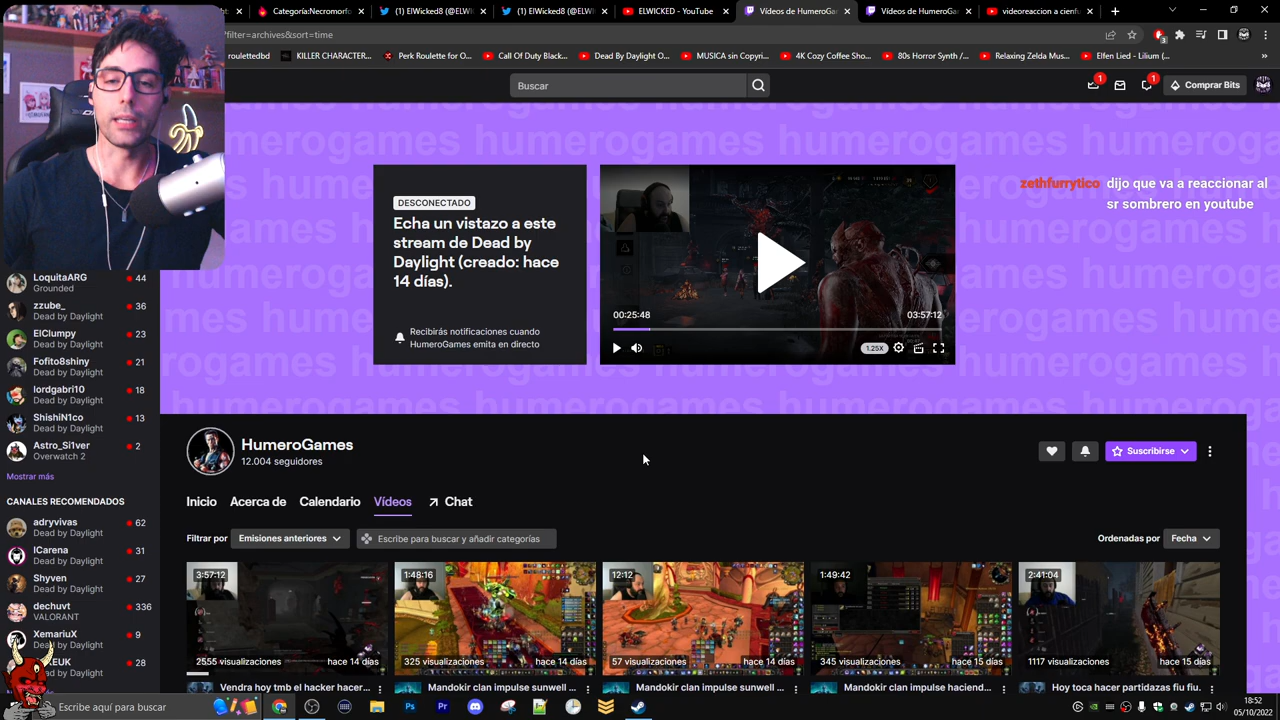 Categoría:Necromorfo
(1) ElWicked8 (@ELWi
(1) ElWicked8 (@ELWi
ELWICKED - YouTube
Vídeos de HumeroGam
Vídeos de HumeroGam
videoreaccion a cienfu
?filter=archives&sort=time
roulettedbd
KILLER CHARACTER...
Perk Roulette for O...
Call Of Duty Black...
Dead By Daylight O...
MUSICA sin Copyri...
4K Cozy Coffee Sho...
80s Horror Synth /...
Relaxing Zelda Mus...
Elfen Lied - Lilium (...
Buscar
1
1
Comprar Bits
zethfurrytico dijo que va a reaccionar al
sr sombrero en youtube
DESCONECTADO
Echa un vistazo a este
stream de Dead by
Daylight (creado: hace
14 días).
Recibirás notificaciones cuando
HumeroGames emita en directo
00:25:48
03:57:12
1.25X
LoquitaARG 44
Grounded
zzube_ 36
Dead by Daylight
ElClumpy 23
Dead by Daylight
Fofito8shiny 21
Dead by Daylight
lordgabri10 18
Dead by Daylight
ShishiN1co 13
Dead by Daylight
Astro_Si1ver 2
Overwatch 2
Mostrar más
CANALES RECOMENDADOS
adryvivas 62
Dead by Daylight
ICarena 31
Dead by Daylight
Shyven 27
Dead by Daylight
dechuvt 336
VALORANT
XemariuX 9
Dead by Daylight
EUK 28
Dead by Daylight
HumeroGames
12.004 seguidores
Suscribirse
Inicio
Acerca de
Calendario
Vídeos
Chat
Filtrar por
Emisiones anteriores
Escribe para buscar y añadir categorías
Ordenadas por
Fecha
3:57:12
2555 visualizaciones
hace 14 días
1:48:16
325 visualizaciones
hace 14 días
12:12
57 visualizaciones
hace 14 días
1:49:42
345 visualizaciones
hace 15 días
2:41:04
1117 visualizaciones
hace 15 días
Vendra hoy tmb el hacker hacer...
Mandokir clan impulse sunwell ...
Mandokir clan impulse sunwell ...
Mandokir clan impulse haciend...
Hoy toca hacer partidazas fiu fiu.
Escribe aquí para buscar
18:52
05/10/2022